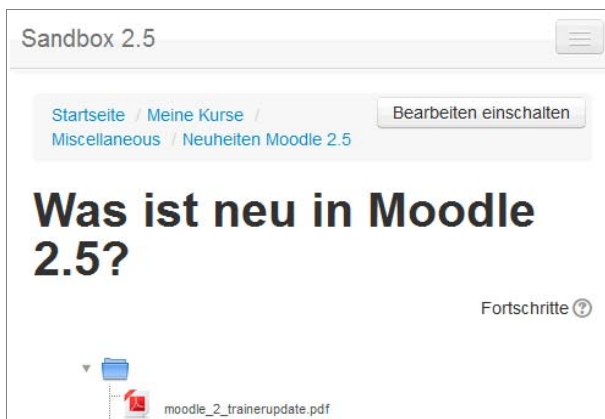 Sandbox 2.5
Startseite / Meine Kurse /
Miscellaneous / Neuheiten Moodle 2.5
Bearbeiten einschalten
Was ist neu in Moodle
2.5?
Fortschritte ?
moodle_2_trainerupdate.pdf